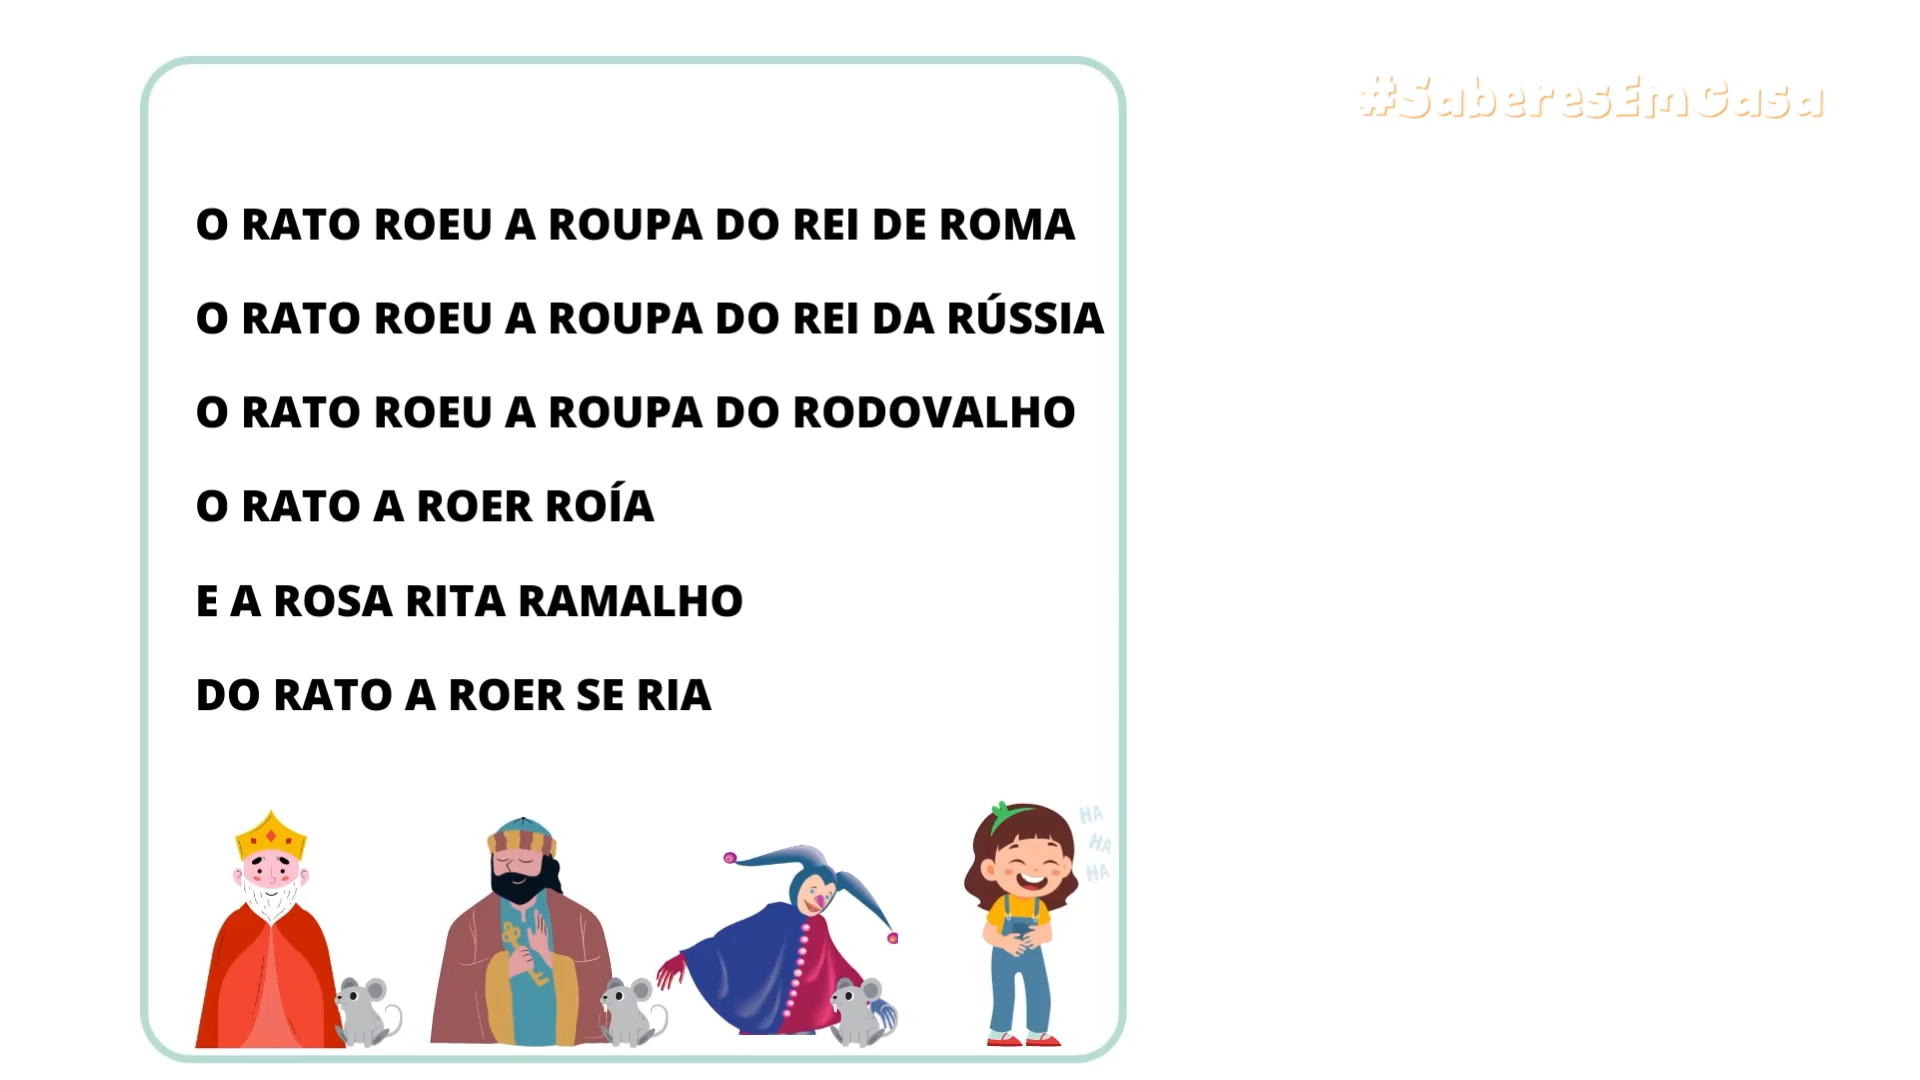 #SaberesEmCasa
O RATO ROEU A ROUPA DO REI DE ROMA
O RATO ROEU A ROUPA DO REI DA RÚSSIA
O RATO ROEU A ROUPA DO RODOVALHO
O RATO A ROER ROÍA
E A ROSA RITA RAMALHO
DO RATO A ROER SE RIA
HA
HA
HA